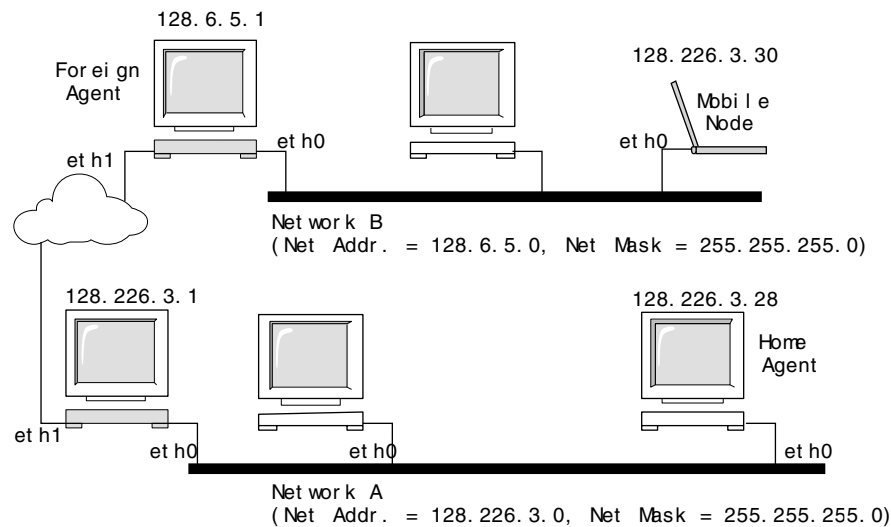 128.6.5.1
Foreign
Agent
128.226.3.30
Mobile
Node
eth0
eth0
eth1
Network B
(Net Addr. = 128.6.5.0, Net Mask = 255.255.255.0)
128.226.3.1
128.226.3.28
Home
Agent
eth1
eth0
eth0
eth0
Network A
(Net Addr. = 128.226.3.0, Net Mask = 255.255.255.0)